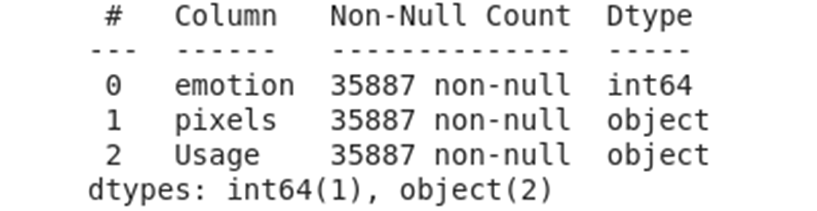 #   Column   Non-Null Count  Dtype
---  ------   --------------  -----
0   emotion  35887 non-null  int64
1   pixels   35887 non-null  object
2   Usage    35887 non-null  object
dtypes: int64(1), object(2)